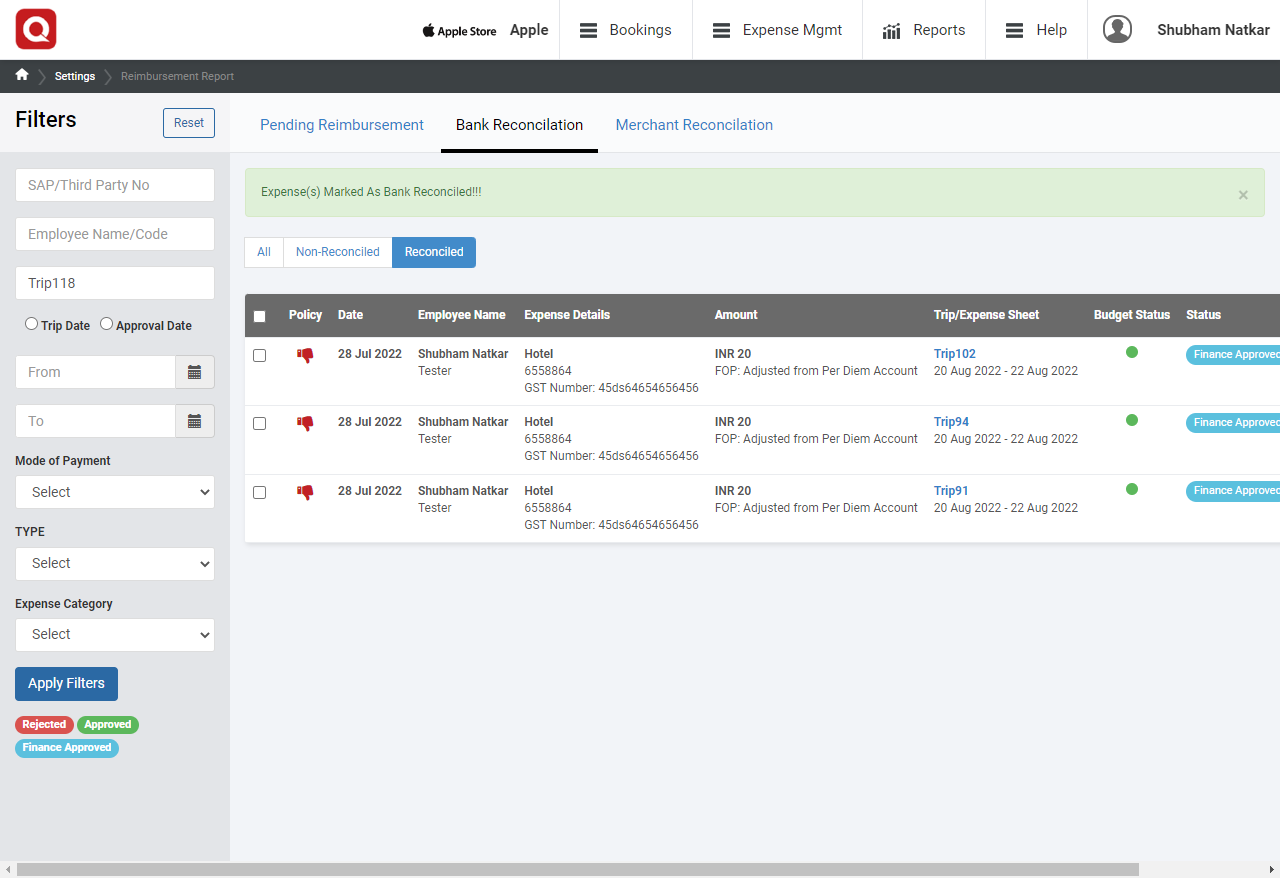 Apple Store Apple Bookings Expense Mgmt Reports Help Shubham Natkar
Settings Reimbursement Report
Filters
Reset
Pending Reimbursement Bank Reconcilation Merchant Reconcilation
SAP/Third Party No
Employee Name/Code
Trip118
Trip Date Approval Date
From
To
Mode of Payment
Select
TYPE
Select
Expense Category
Select
Apply Filters
Rejected Approved
Finance Approved
Expense(s) Marked As Bank Reconciled!!!
×
All Non-Reconciled Reconciled
Policy Date Employee Name Expense Details Amount Trip/Expense Sheet Budget Status Status
28 Jul 2022 Shubham Natkar Hotel INR 20 Trip102 Finance Approved
Tester 6558864 FOP: Adjusted from Per Diem Account 20 Aug 2022 - 22 Aug 2022
GST Number: 45ds64654656456
28 Jul 2022 Shubham Natkar Hotel INR 20 Trip94 Finance Approved
Tester 6558864 FOP: Adjusted from Per Diem Account 20 Aug 2022 - 22 Aug 2022
GST Number: 45ds64654656456
28 Jul 2022 Shubham Natkar Hotel INR 20 Trip91 Finance Approved
Tester 6558864 FOP: Adjusted from Per Diem Account 20 Aug 2022 - 22 Aug 2022
GST Number: 45ds64654656456